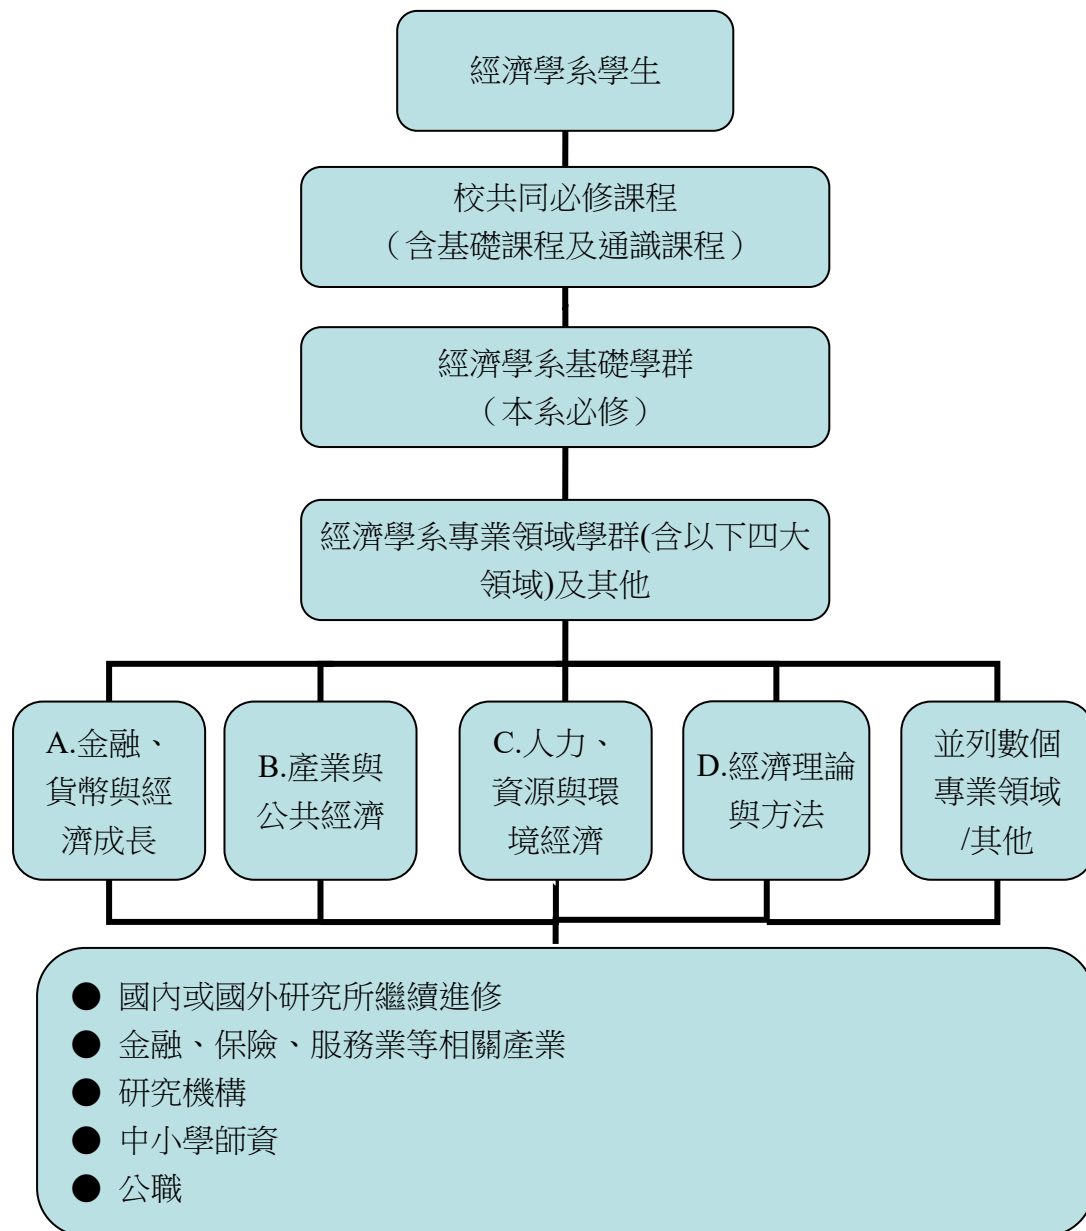 經濟學系學生
校共同必修課程
（含基礎課程及通識課程）
經濟學系基礎學群
（本系必修）
經濟學系專業領域學群(含以下四大
領域)及其他
A.金融、
貨幣與經
濟成長
B.產業與
公共經濟
C.人力、
資源與環
境經濟
D.經濟理論
與方法
並列數個
專業領域
/其他
● 國內或國外研究所繼續進修
● 金融、保險、服務業等相關產業
● 研究機構
● 中小學師資
● 公職